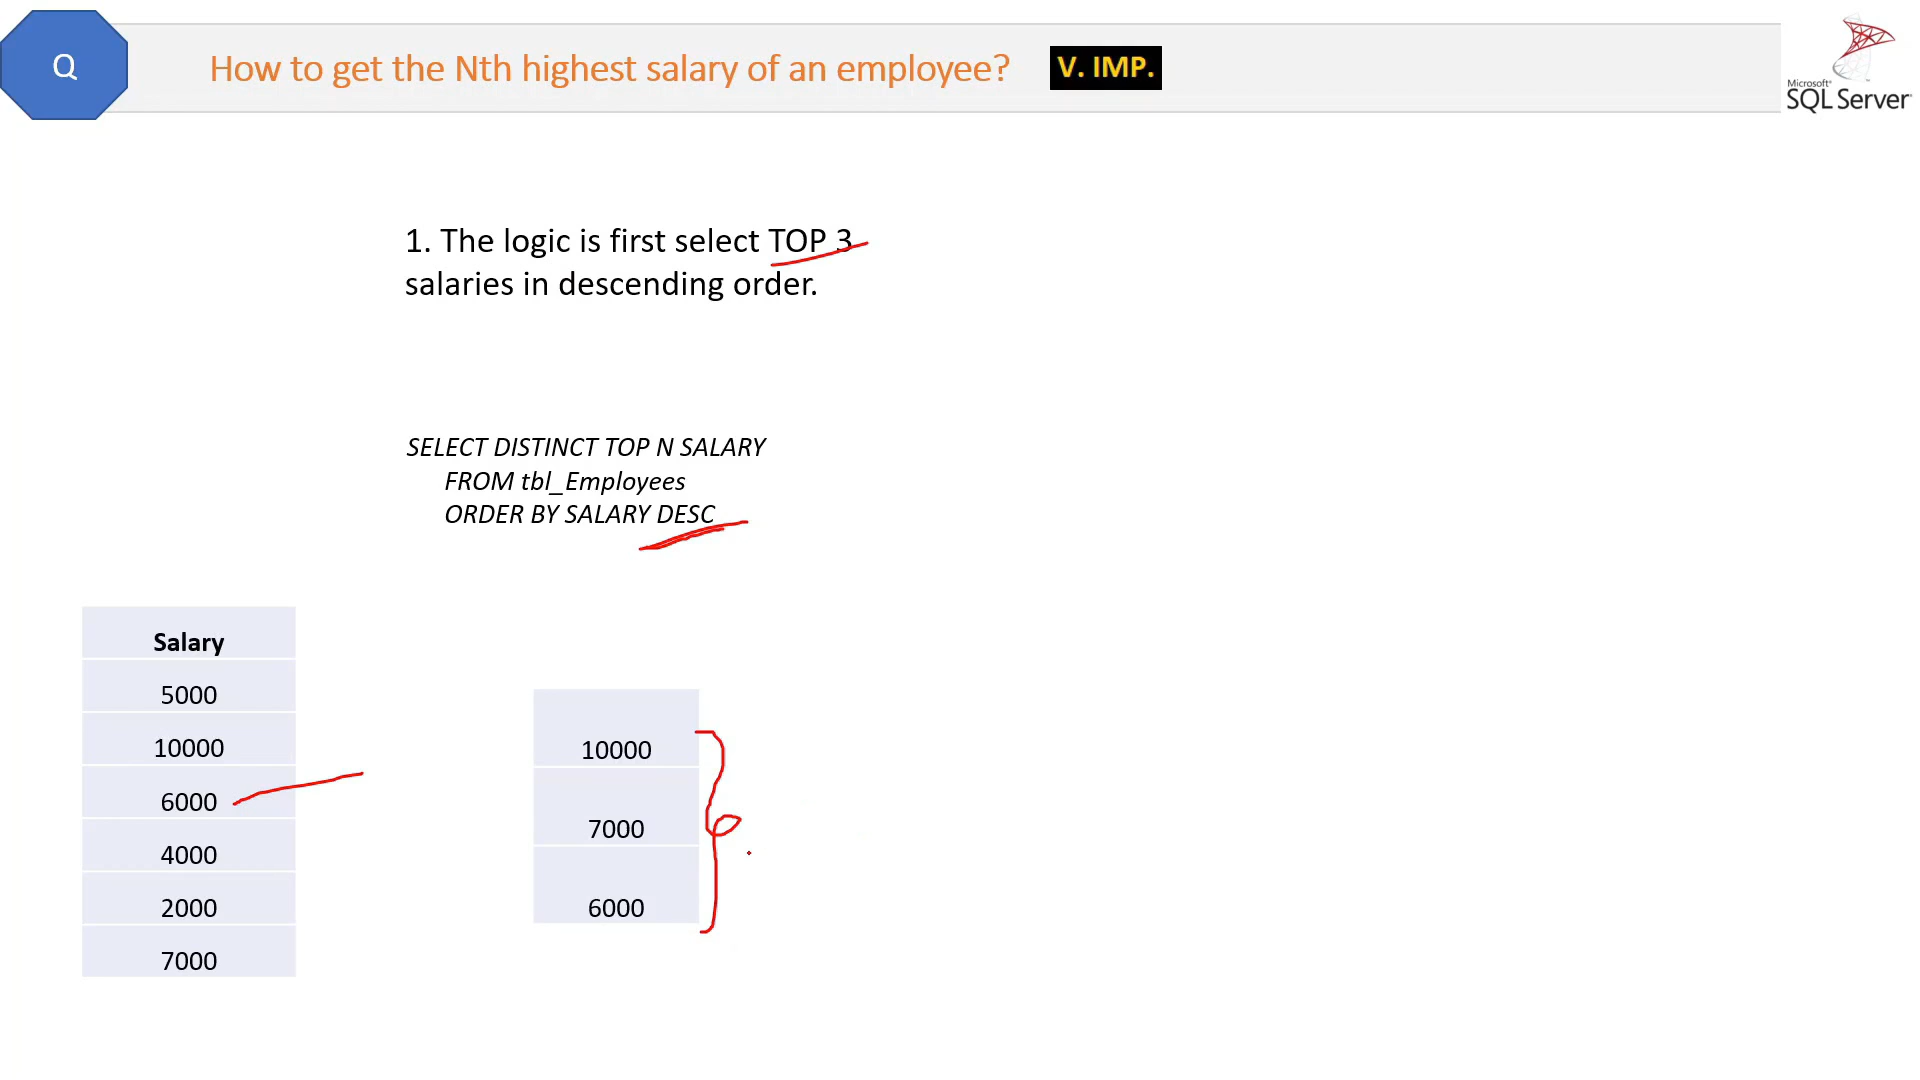 Q
How to get the Nth highest salary of an employee?
V. IMP.
Microsoft
SQL Server
1. The logic is first select TOP 3
salaries in descending order.
SELECT DISTINCT TOP N SALARY
FROM tbl_Employees
ORDER BY SALARY DESC
Salary
5000
10000
6000
4000
2000
7000
10000
7000
6000